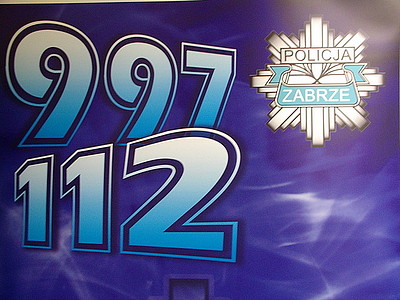 997
112
POLICJA
ZABRZE